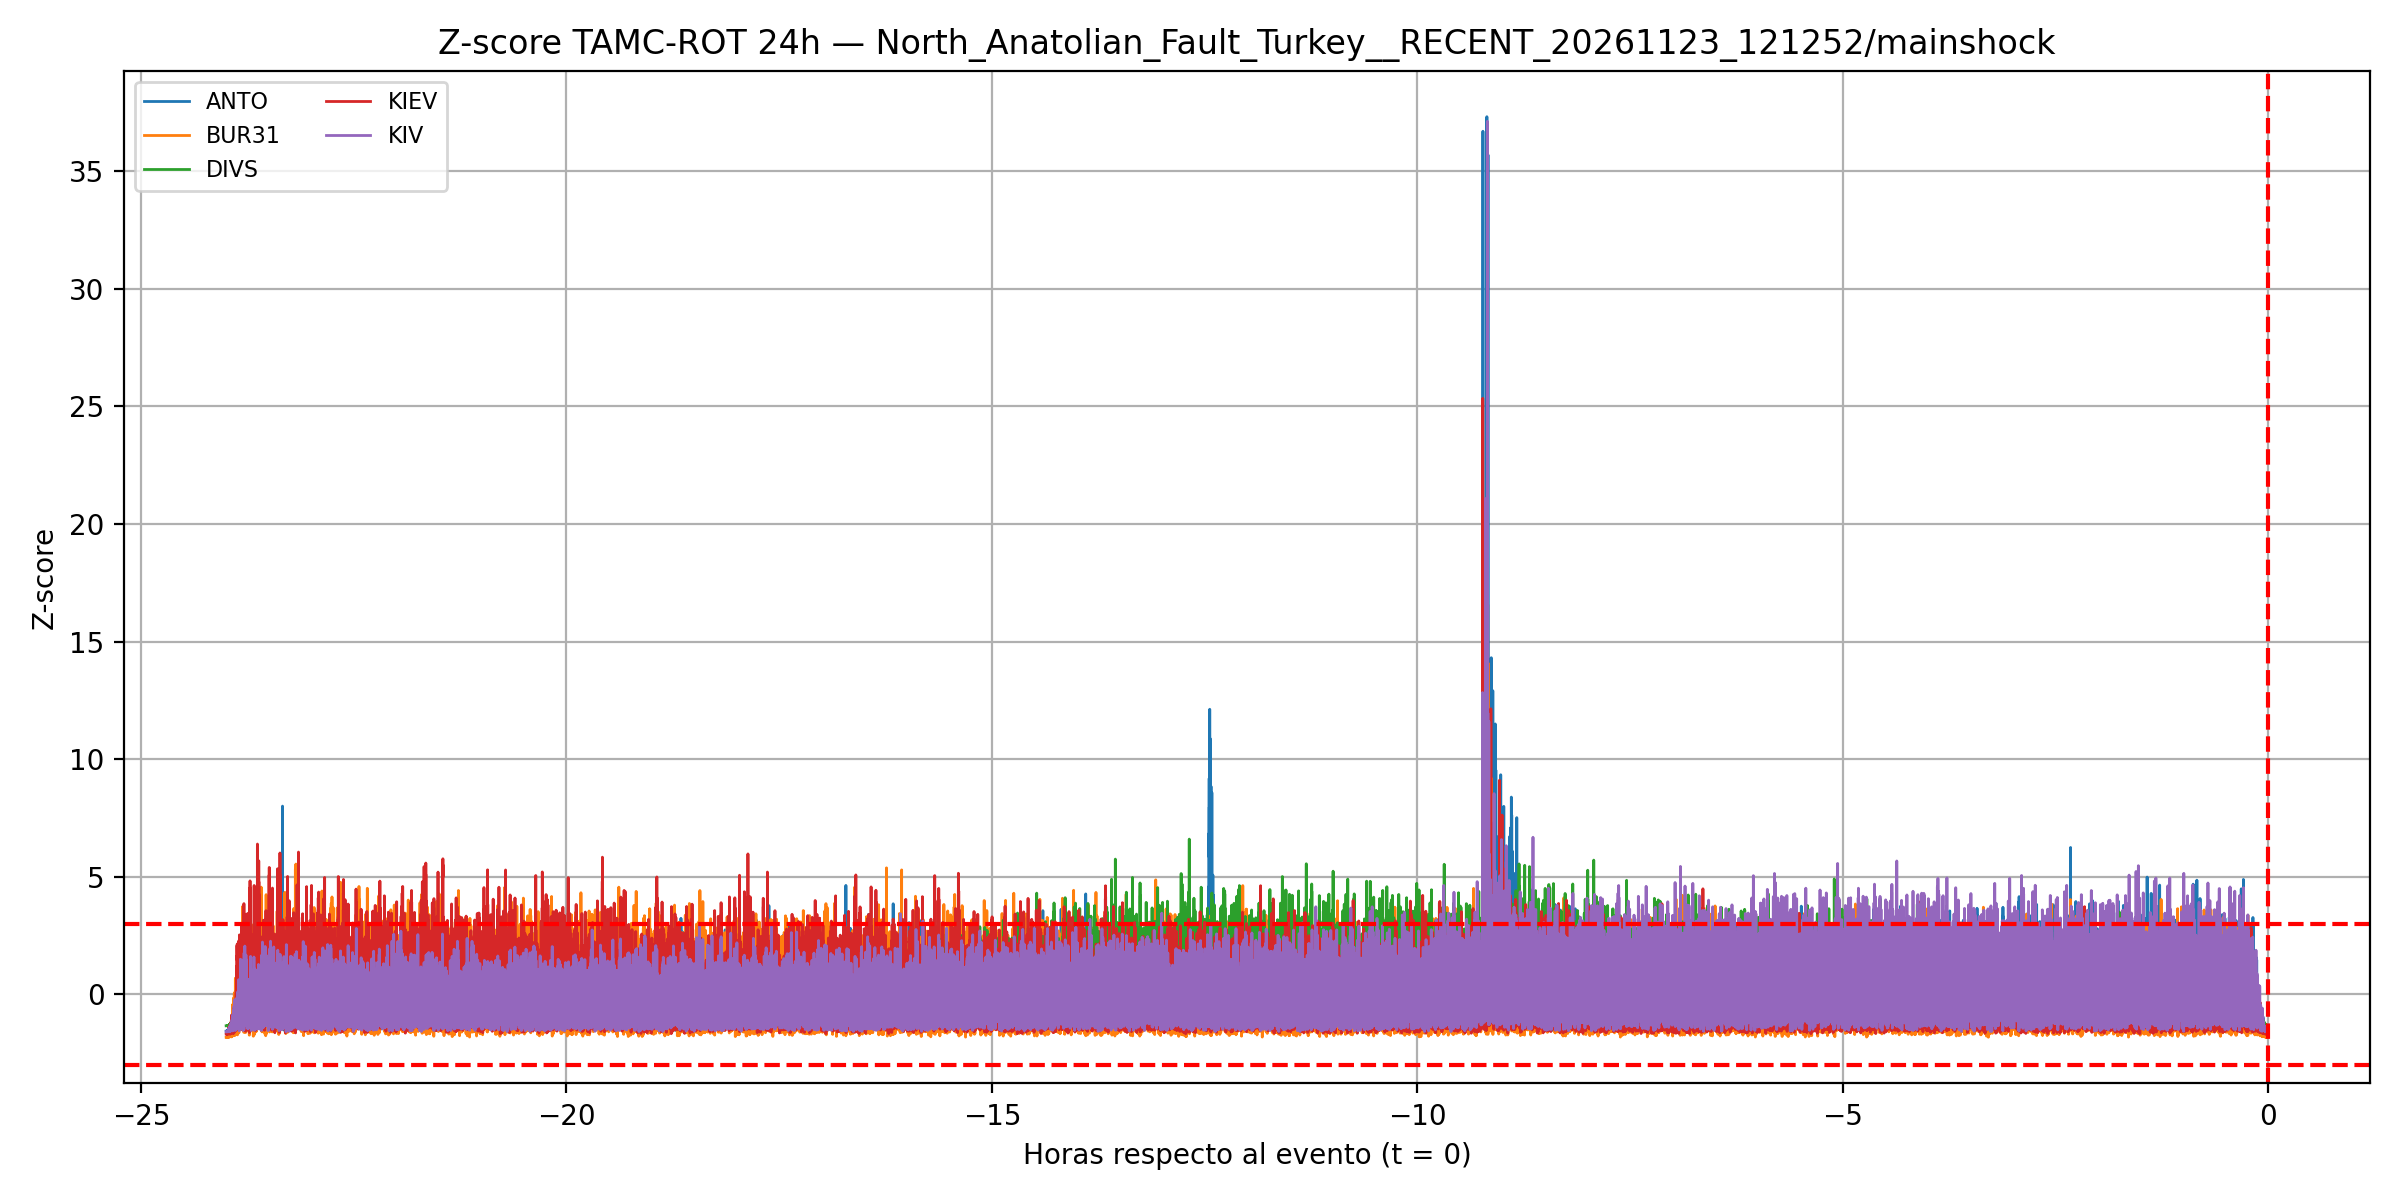 Z-score TAMC-ROT 24h — North_Anatolian_Fault_Turkey__RECENT_20261123_121252/mainshock
ANTO
BUR31
DIVS
KIEV
KIV
35
30
25
20
15
10
5
0
Z-score
−25
−20
−15
−10
−5
0
Horas respecto al evento (t = 0)